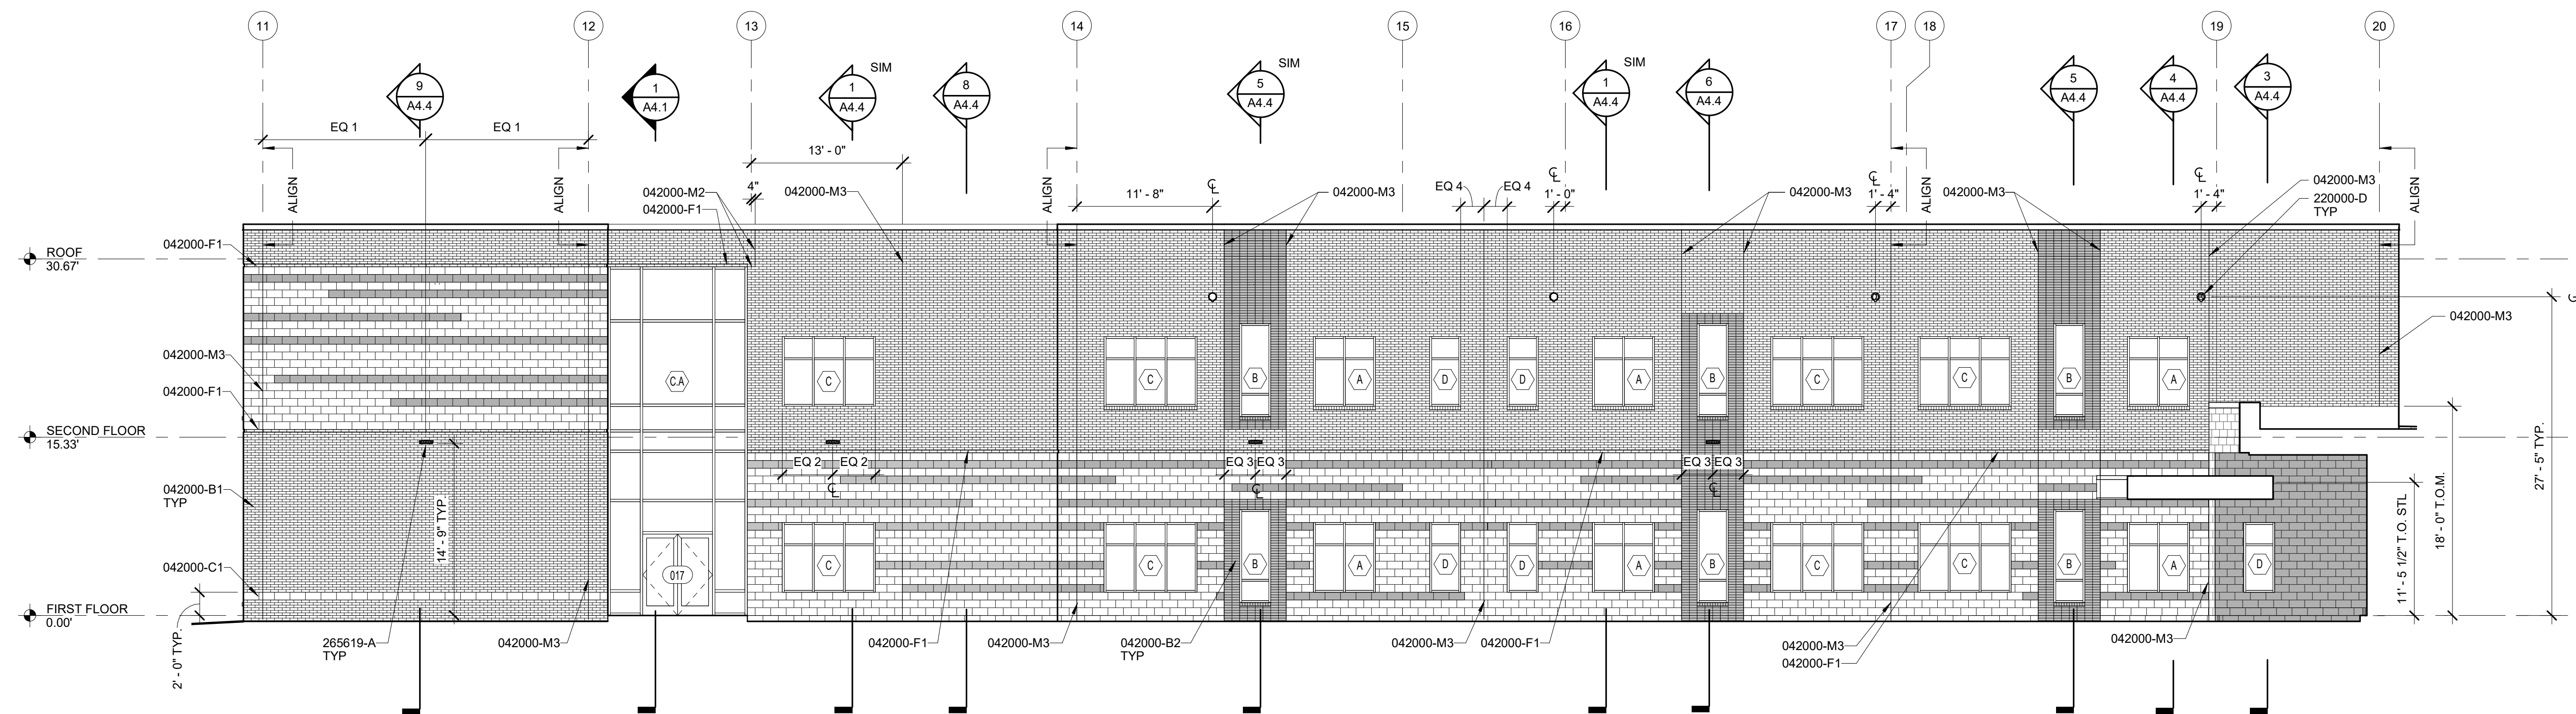 11
12
13
14
15
16
17
18
19
20
9
A4.4
1
A4.1
SIM
1
A4.4
8
A4.4
SIM
5
A4.4
SIM
1
A4.4
6
A4.4
5
A4.4
4
A4.4
3
A4.4
EQ 1
EQ 1
13' - 0"
ALIGN
ALIGN
042000-M2
042000-F1
4"
042000-M3
ALIGN
11' - 8"
CL
042000-M3
EQ 4
EQ 4
CL
1' - 0"
042000-M3
CL
1' - 4"
ALIGN
042000-M3
CL
1' - 4"
042000-M3
220000-D
TYP
ALIGN
ROOF
30.67'
042000-F1
042000-M3
042000-M3
042000-F1
C.A
C
C
B
A
D
D
A
B
C
C
B
A
SECOND FLOOR
15.33'
EQ 2
EQ 2
CL
EQ 3
EQ 3
CL
EQ 3
EQ 3
CL
042000-B1
TYP
14' - 9" TYP.
27' - 5" TYP.
18' - 0" T.O.M.
11' - 5 1/2" T.O. STL
042000-C1
017
C
C
B
A
D
D
A
B
C
C
B
A
D
FIRST FLOOR
0.00'
2' - 0" TYP.
265619-A
TYP
042000-M3
042000-F1
042000-M3
042000-B2
TYP
042000-M3
042000-F1
042000-M3
042000-F1
042000-M3